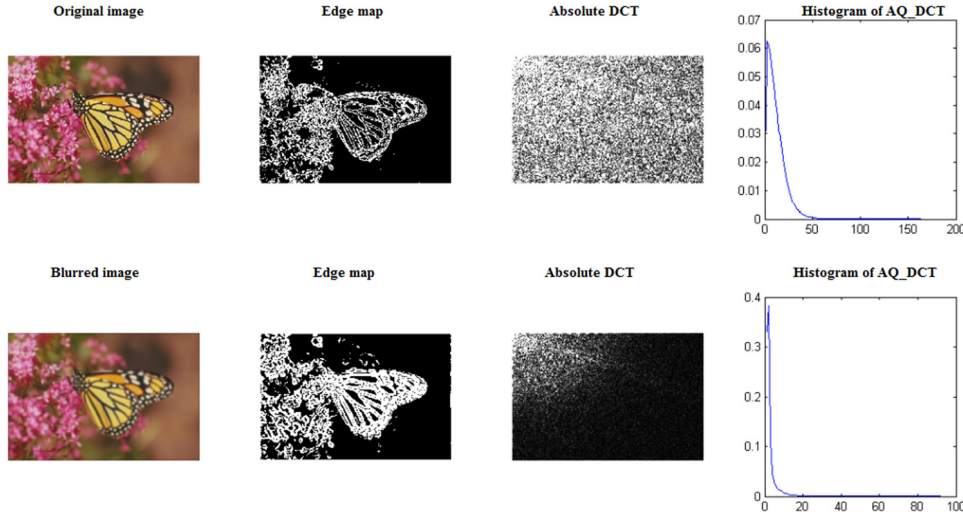 Original image
Edge map
Absolute DCT
Histogram of AQ_DCT
0.07
0.06
0.05
0.04
0.03
0.02
0.01
0
0 50 100 150 200
Blurred image
Edge map
Absolute DCT
Histogram of AQ_DCT
0.4
0.3
0.2
0.1
0
0 20 40 60 80 100